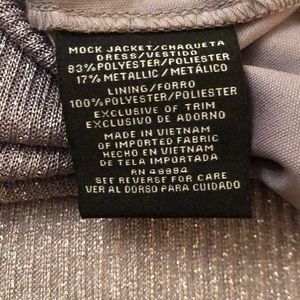 MOCK JACKET/CHAQUETA
DRESS/VESTIDO
83% POLYESTER/POLIESTER
17% METALLIC/METÁLICO
LINING/FORRO
100% POLYESTER/POLIESTER
EXCLUSIVE OF TRIM
EXCLUSIVO DE ADORNO
MADE IN VIETNAM
OF IMPORTED FABRIC
HECHO EN VIETNAM
DE TELA IMPORTADA
RN 49994
SEE REVERSE FOR CARE
VER AL DORSO PARA CUIDADO